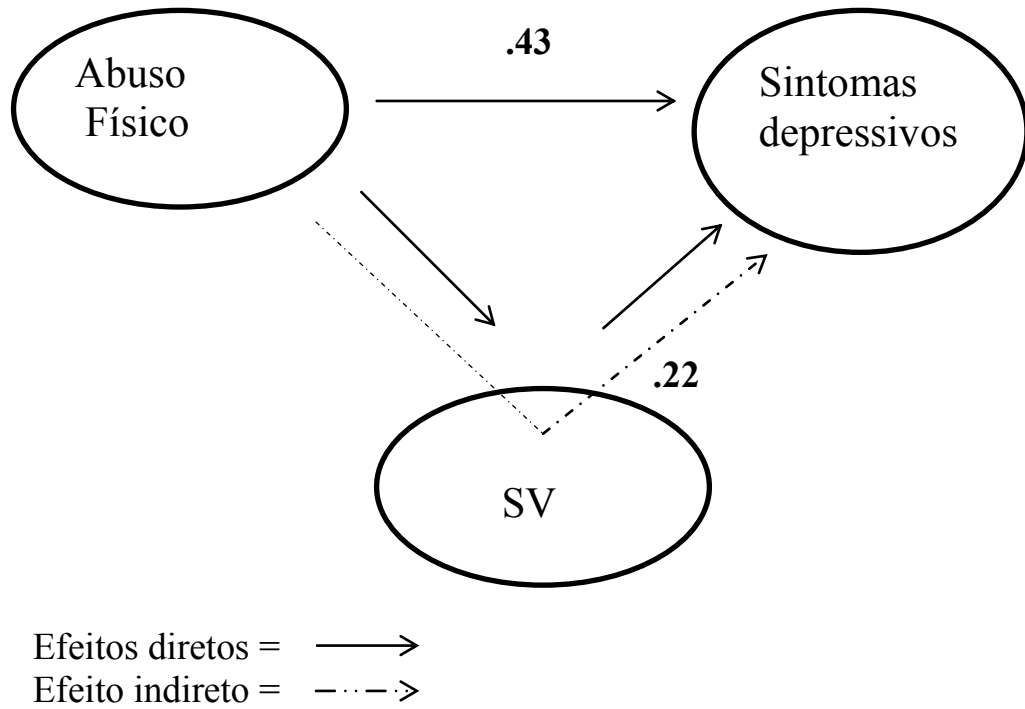 .43
Abuso
Físico
Sintomas
depressivos
.22
SV
Efeitos diretos =
Efeito indireto =